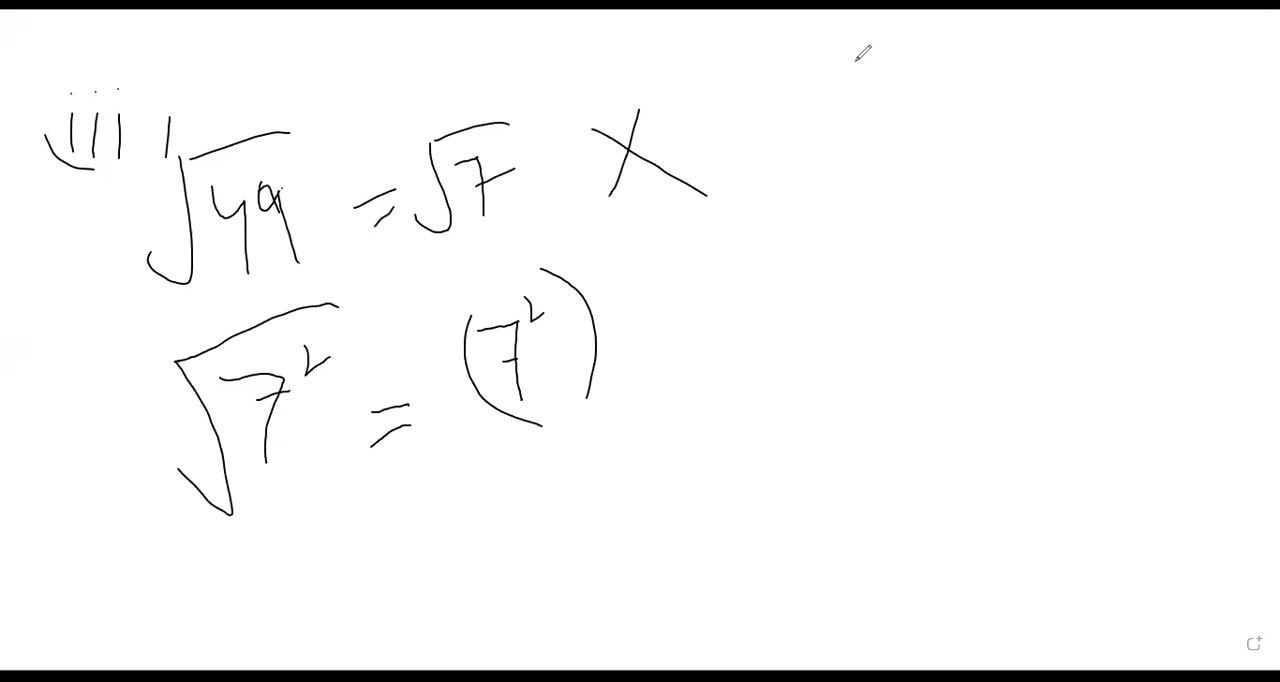 iii) √49 = √7 ✗
√7² = (7²)